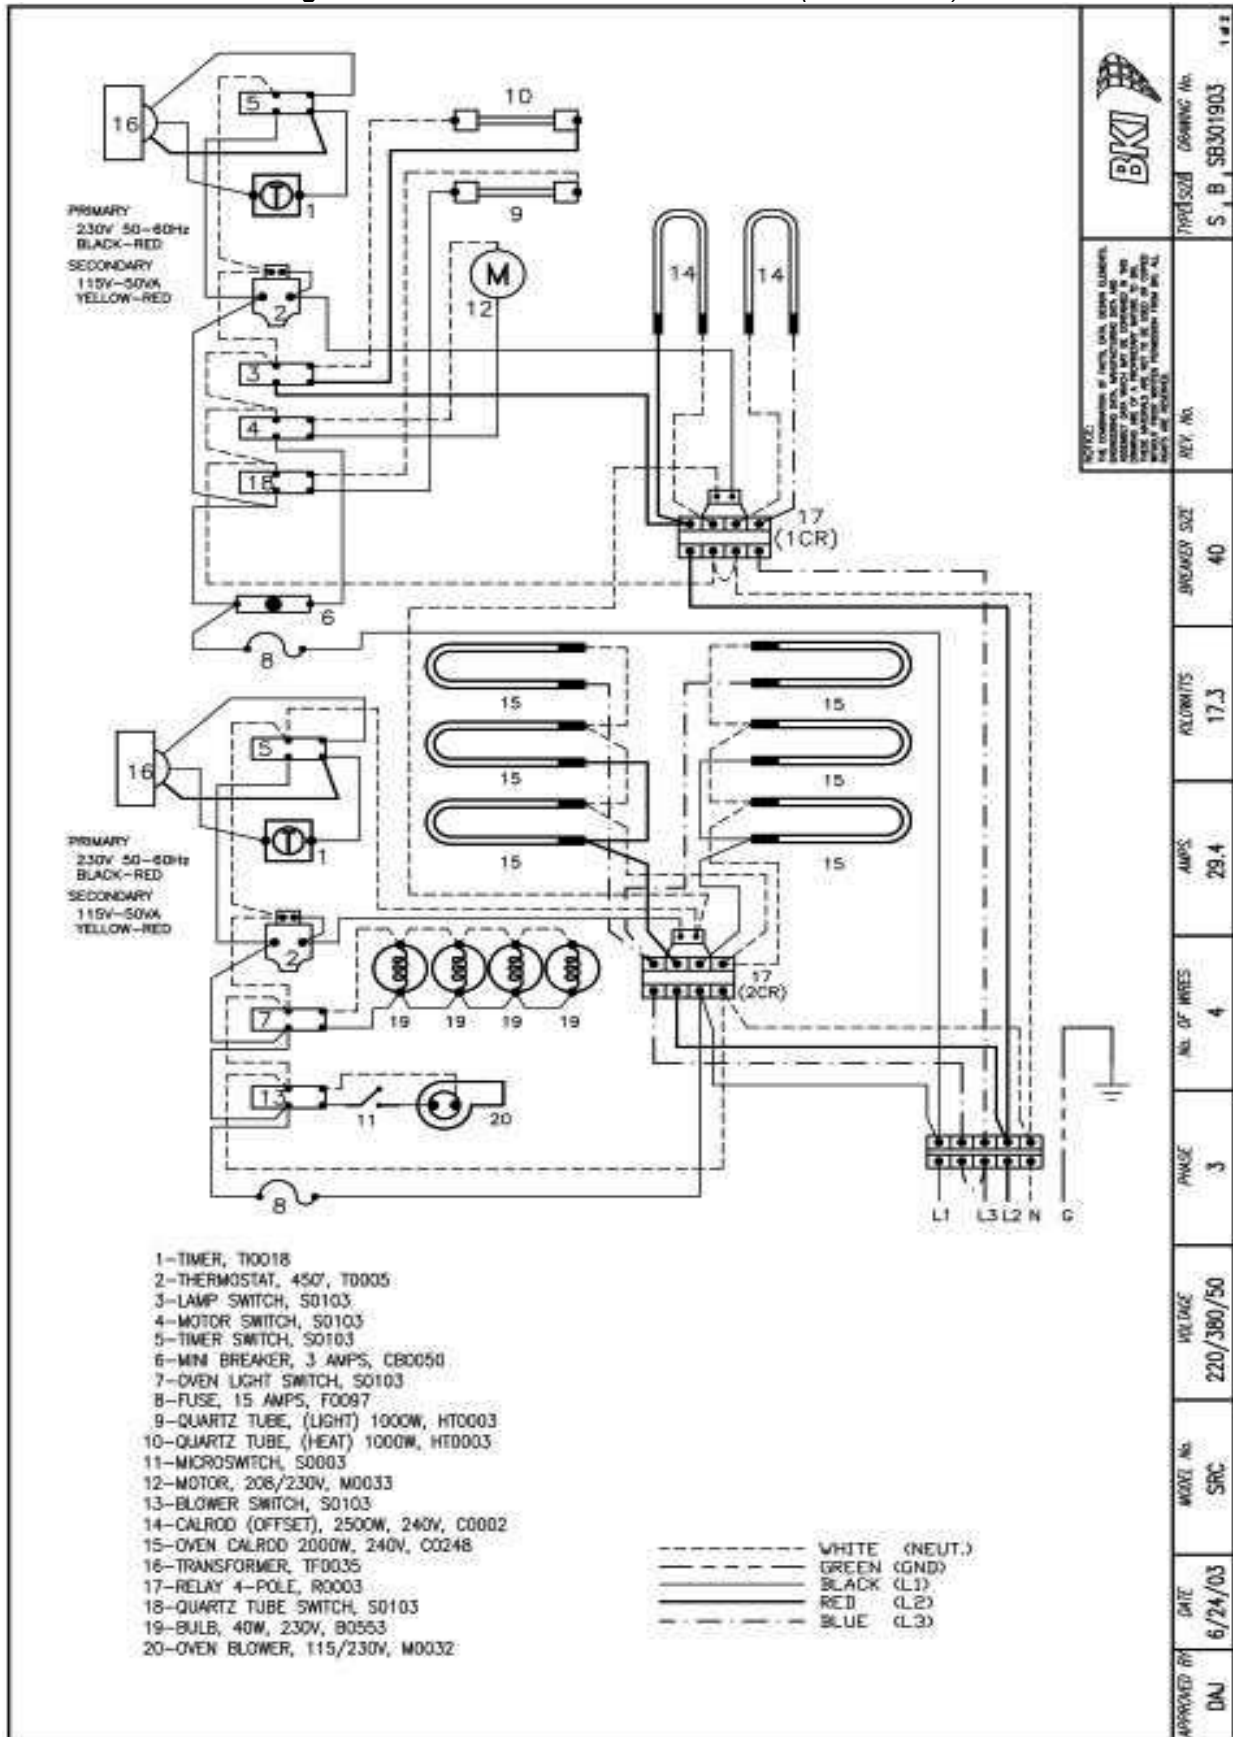 16
5
10
1
9
PRIMARY
230V 50-60Hz
BLACK-RED
SECONDARY
115V-50VA
YELLOW-RED
M
12
14
14
2
3
4
18
17
(1CR)
6
8
15
15
15
15
15
15
16
5
1
PRIMARY
230V 50-60Hz
BLACK-RED
SECONDARY
115V-50VA
YELLOW-RED
2
17
(2CR)
7
19
19
19
19
13
11
20
8
L1
L3
L2
N
G
1-TIMER, TI0018
2-THERMOSTAT, 450°, T0005
3-LAMP SWITCH, S0103
4-MOTOR SWITCH, S0103
5-TIMER SWITCH, S0103
6-MINI BREAKER, 3 AMPS, CB0050
7-OVEN LIGHT SWITCH, S0103
8-FUSE, 15 AMPS, F0097
9-QUARTZ TUBE, (LIGHT) 1000W, HT0003
10-QUARTZ TUBE, (HEAT) 1000W, HT0003
11-MICROSWITCH, S0003
12-MOTOR, 208/230V, M0033
13-BLOWER SWITCH, S0103
14-CALROD (OFFSET), 2500W, 240V, C0002
15-OVEN CALROD 2000W, 240V, C0248
16-TRANSFORMER, TF0035
17-RELAY 4-POLE, R0003
18-QUARTZ TUBE SWITCH, S0103
19-BULB, 40W, 230V, B0553
20-OVEN BLOWER, 115/230V, M0032
WHITE (NEUT.)
GREEN (GND)
BLACK (L1)
RED (L2)
BLUE (L3)
APPROVED BY
DAJ
DATE
6/24/03
MODEL No.
SRC
VOLTAGE
220/380/50
PHASE
3
No. OF WIRES
4
AMPS
29.4
KILOWATTS
17.3
BREAKER SIZE
40
REV. No.
NOTICE:
BKI
TYPE
S
SIZE
B
DRAWING No.
SB301903
1 of 2